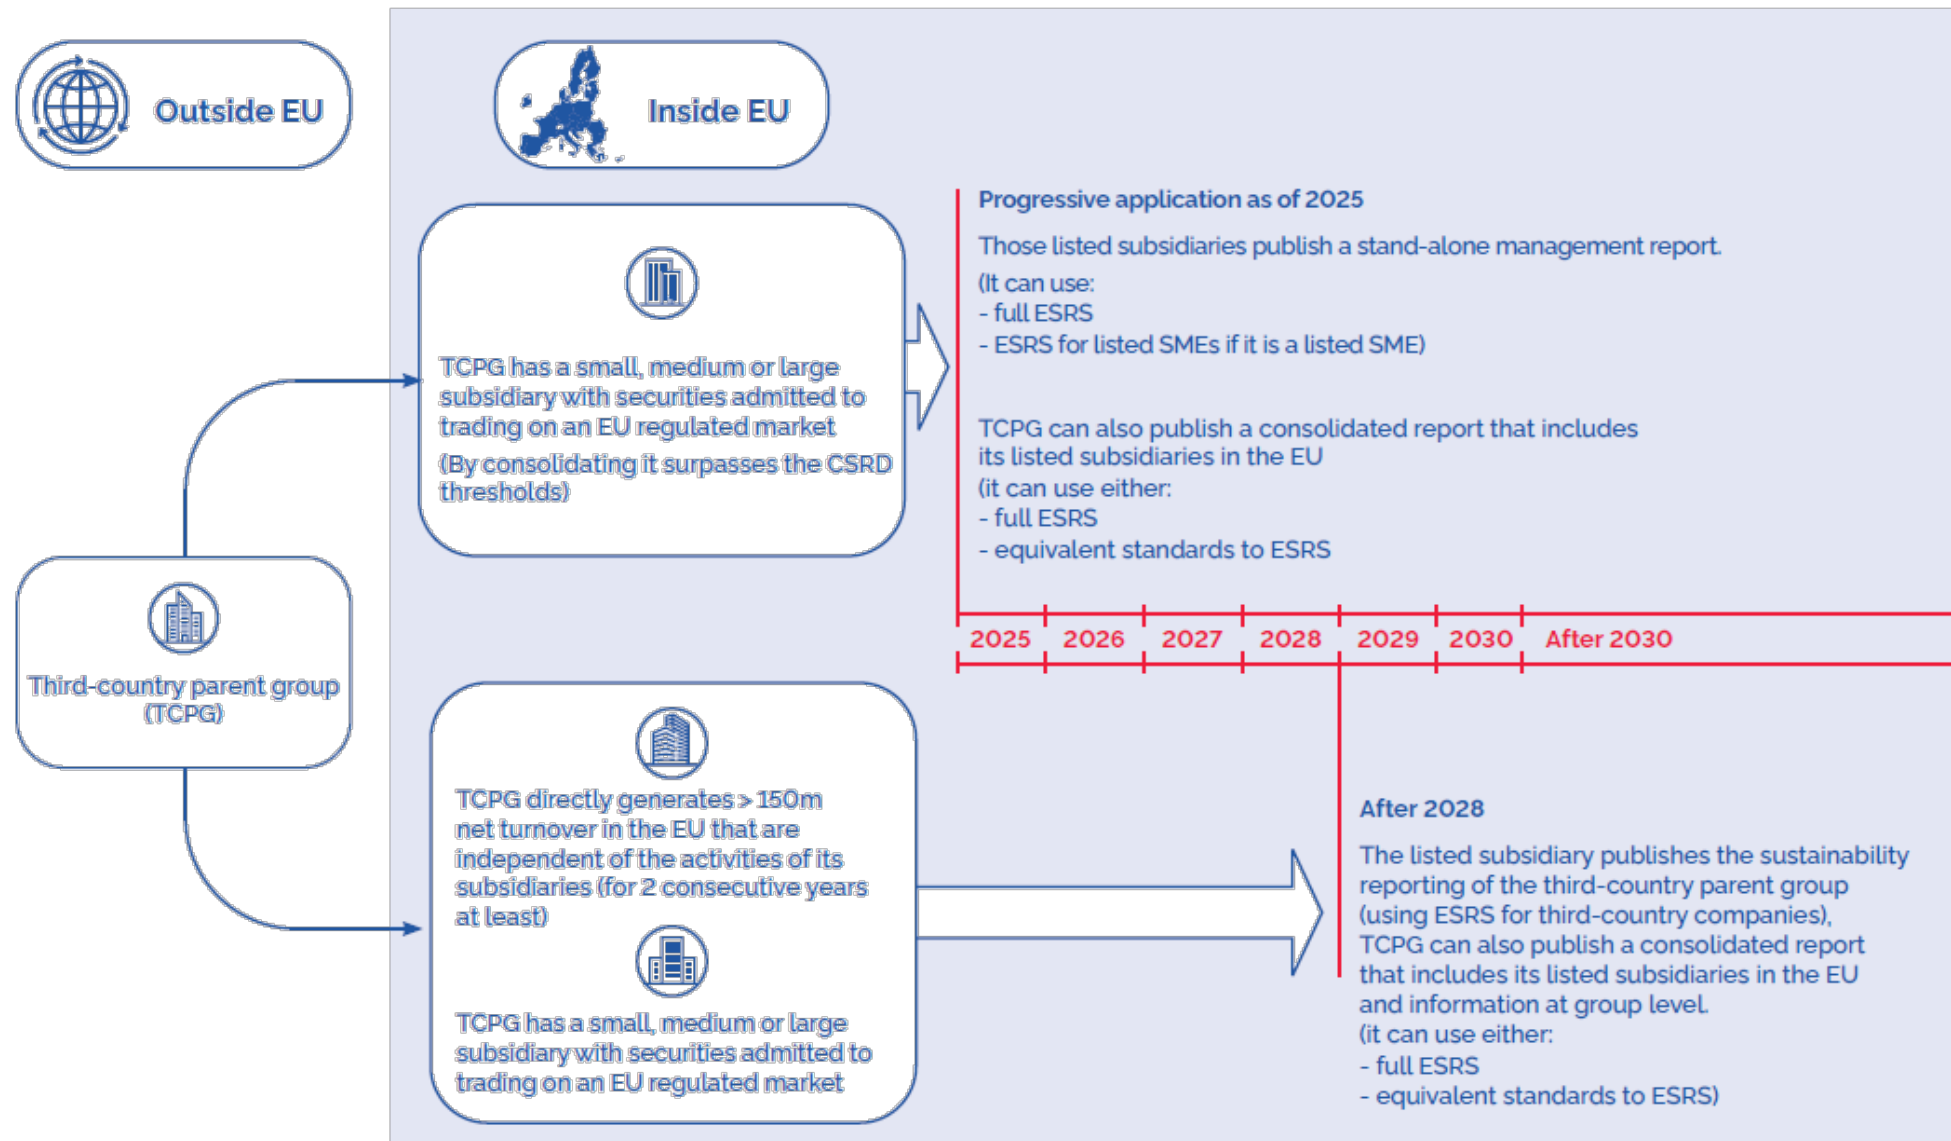 Outside EU
Inside EU
TCPG has a small, medium or large
subsidiary with securities admitted to
trading on an EU regulated market
(By consolidating it surpasses the CSRD
thresholds)
Progressive application as of 2025
Those listed subsidiaries publish a stand-alone management report.
(It can use:
- full ESRS
- ESRS for listed SMEs if it is a listed SME)
TCPG can also publish a consolidated report that includes
its listed subsidiaries in the EU
(it can use either:
- full ESRS
- equivalent standards to ESRS
2025 2026 2027 2028 2029 2030 After 2030
Third-country parent group
(TCPG)
TCPG directly generates > 150m
net turnover in the EU that are
independent of the activities of its
subsidiaries (for 2 consecutive years
at least)
TCPG has a small, medium or large
subsidiary with securities admitted to
trading on an EU regulated market
After 2028
The listed subsidiary publishes the sustainability
reporting of the third-country parent group
(using ESRS for third-country companies),
TCPG can also publish a consolidated report
that includes its listed subsidiaries in the EU
and information at group level.
(it can use either:
- full ESRS
- equivalent standards to ESRS)